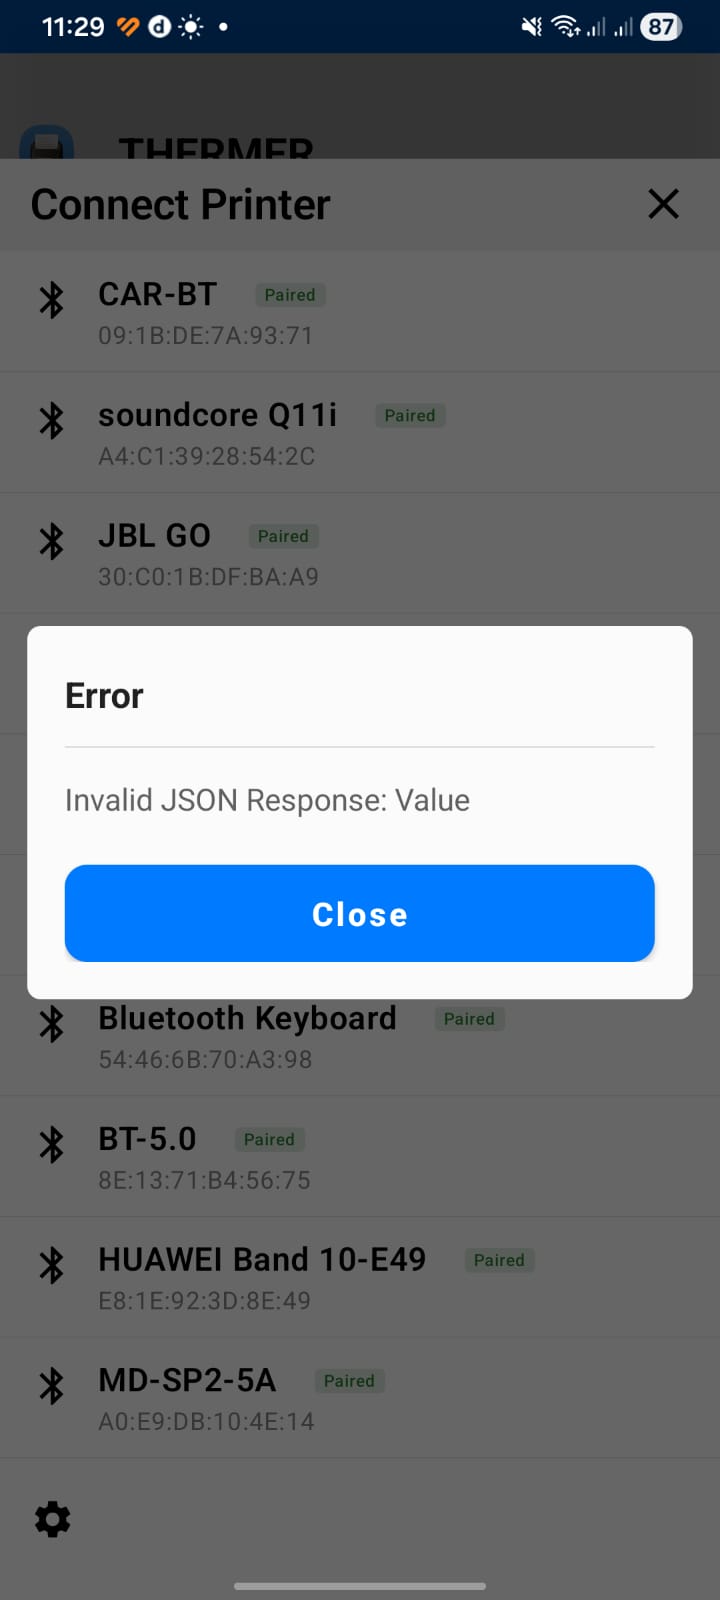 11:29
87
THERMER
Connect Printer
CAR-BT Paired
09:1B:DE:7A:93:71
soundcore Q11i Paired
A4:C1:39:28:54:2C
JBL GO Paired
30:C0:1B:DF:BA:A9
Error
Invalid JSON Response: Value
Close
Bluetooth Keyboard Paired
54:46:6B:70:A3:98
BT-5.0 Paired
8E:13:71:B4:56:75
HUAWEI Band 10-E49 Paired
E8:1E:92:3D:8E:49
MD-SP2-5A Paired
A0:E9:DB:10:4E:14